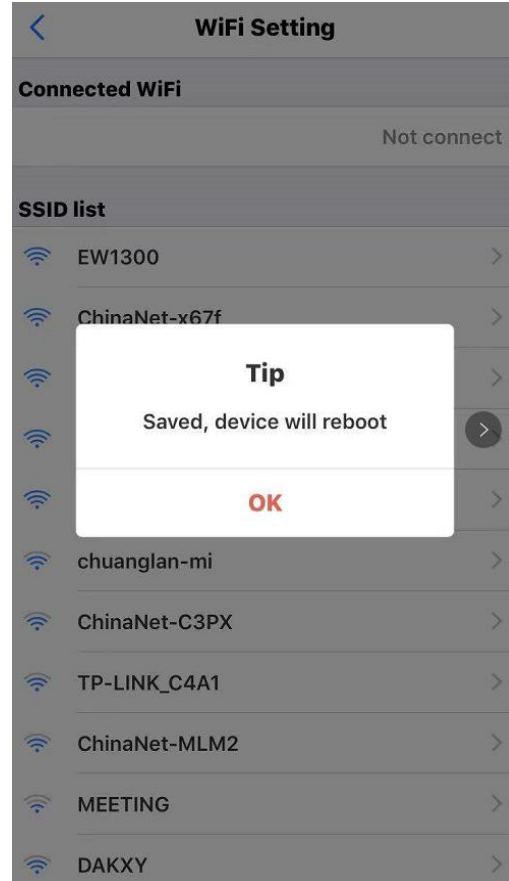 WiFi Setting
Connected WiFi
Not connect
SSID list
EW1300
ChinaNet-x67f
Tip
Saved, device will reboot
OK
chuanglan-mi
ChinaNet-C3PX
TP-LINK_C4A1
ChinaNet-MLM2
MEETING
DAKXY